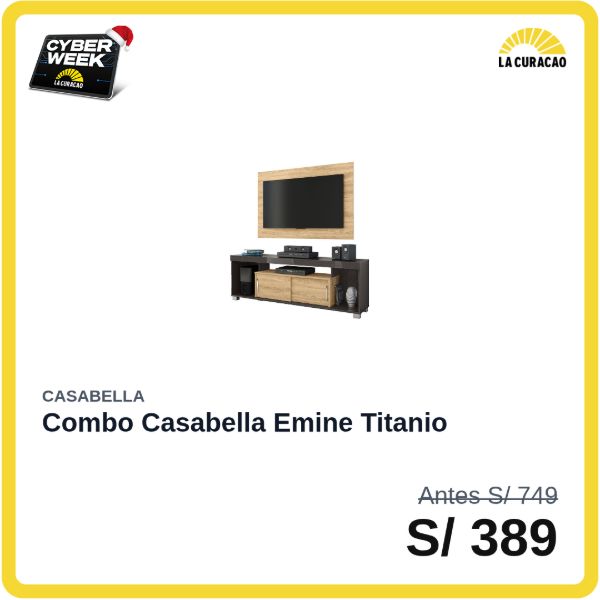 CYBER
WEEK
LA CURACAO
LA CURACAO
CASABELLA
Combo Casabella Emine Titanio
Antes S/ 749
S/ 389